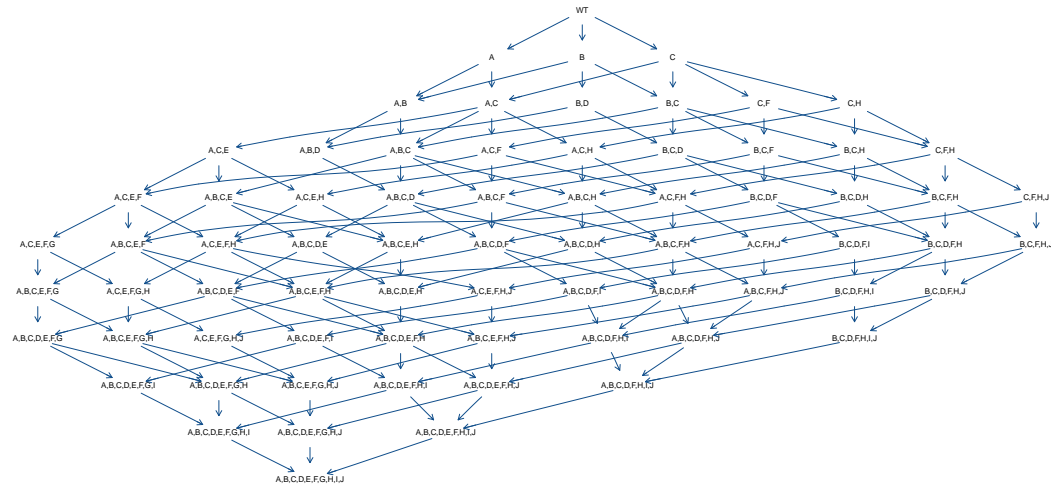 WT
A B C
A,B A,C B,D B,C C,F C,H
A,C,E A,B,D A,B,C A,C,F A,C,H B,C,D B,C,F B,C,H C,F,H
A,C,E,F A,B,C,E A,C,E,H A,B,C,D A,B,C,F A,B,C,H A,C,F,H B,C,D,F B,C,D,H B,C,F,H C,F,H,J
A,C,E,F,G A,B,C,E,F A,C,E,F,H A,B,C,D,E A,B,C,E,H A,B,C,D,F A,B,C,D,H A,B,C,F,H A,C,F,H,J B,C,D,F,I B,C,D,F,H B,C,F,H,J
A,B,C,E,F,G A,C,E,F,G,H A,B,C,D,E,F A,B,C,E,F,H A,B,C,D,E,H A,C,E,F,H,J A,B,C,D,F,I A,B,C,D,F,H A,B,C,F,H,J B,C,D,F,H,I B,C,D,F,H,J
A,B,C,D,E,F,G A,B,C,E,F,G,H A,C,E,F,G,H,J A,B,C,D,E,F,I A,B,C,D,E,F,H A,B,C,E,F,H,J A,B,C,D,F,H,I A,B,C,D,F,H,J B,C,D,F,H,I,J
A,B,C,D,E,F,G,I A,B,C,D,E,F,G,H A,B,C,E,F,G,H,J A,B,C,D,E,F,H,I A,B,C,D,E,F,H,J A,B,C,D,F,H,I,J
A,B,C,D,E,F,G,H,I A,B,C,D,E,F,G,H,J A,B,C,D,E,F,H,I,J
A,B,C,D,E,F,G,H,I,J